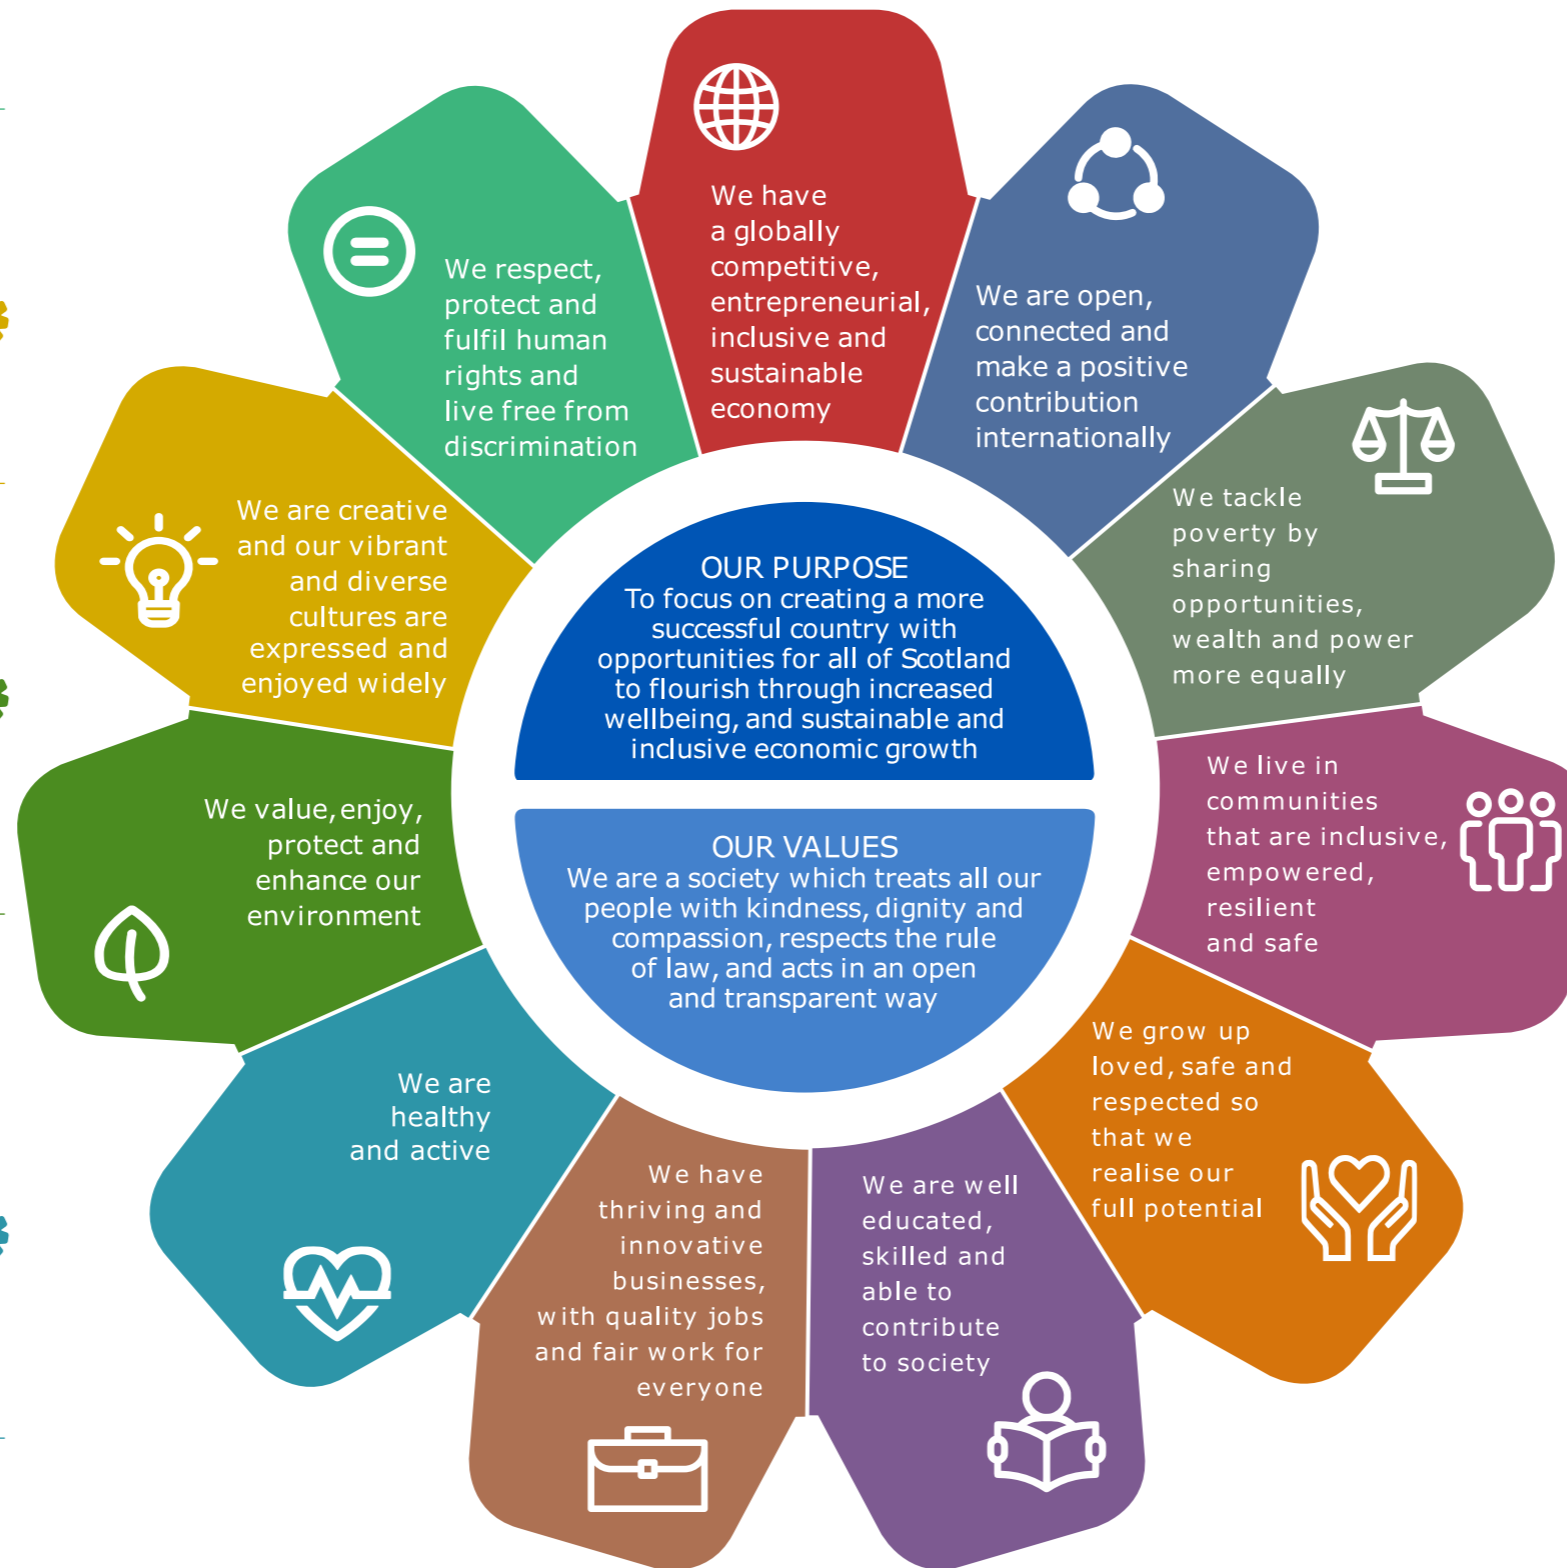 We have
a globally
competitive,
entrepreneurial,
inclusive and
sustainable
economy
We are open,
connected and
make a positive
contribution
internationally
We tackle
poverty by
sharing
opportunities,
wealth and power
more equally
We live in
communities
that are inclusive,
empowered,
resilient
and safe
We grow up
loved, safe and
respected so
that we
realise our
full potential
We are well
educated,
skilled and
able to
contribute
to society
We have
thriving and
innovative
businesses,
with quality jobs
and fair work for
everyone
We are
healthy
and active
We value, enjoy,
protect and
enhance our
environment
We are creative
and our vibrant
and diverse
cultures are
expressed and
enjoyed widely
We respect,
protect and
fulfil human
rights and
live free from
discrimination
OUR PURPOSE
To focus on creating a more
successful country with
opportunities for all of Scotland
to flourish through increased
wellbeing, and sustainable and
inclusive economic growth
OUR VALUES
We are a society which treats all our
people with kindness, dignity and
compassion, respects the rule
of law, and acts in an open
and transparent way